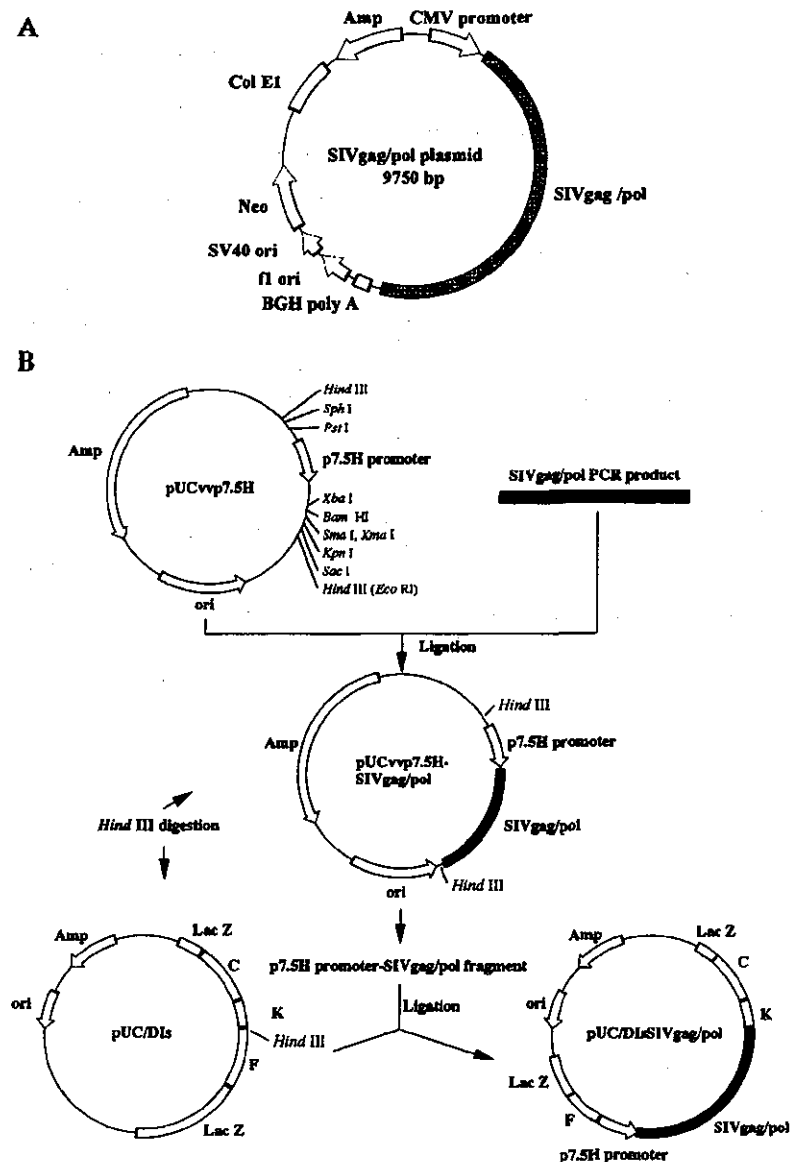 A
Amp
CMV promoter
Col E1
SIVgag/pol plasmid
9750 bp
SIVgag /pol
Neo
SV40 ori
f1 ori
BGH poly A
B
Hind III
Sph I
Pst I
Amp
p7.5H promoter
SIVgag/pol PCR product
pUCvvp7.5H
Xba I
Bam HI
Sma I, Xma I
Kpn I
Sac I
Hind III (Eco RI)
ori
Ligation
Hind III
Amp
p7.5H promoter
pUCvvp7.5H-
SIVgag/pol
Hind III digestion
SIVgag/pol
ori
Hind III
Amp
Lac Z
C
p7.5H promoter-SIVgag/pol fragment
Amp
Lac Z
C
ori
K
Ligation
ori
K
pUC/DIs
Hind III
pUC/DIsSIVgag/pol
F
Lac Z
Lac Z
F
SIVgag/pol
p7.5H promoter